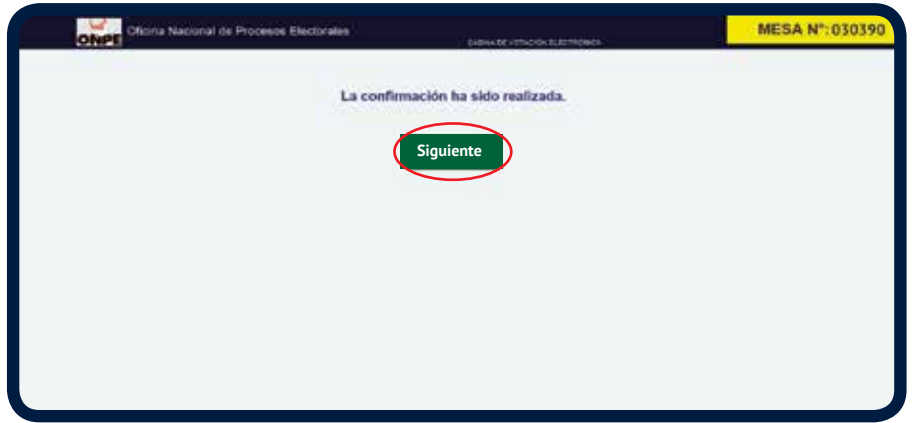 ONPE Oficina Nacional de Procesos Electorales
CABINA DE VOTACIÓN ELECTRÓNICA
MESA N°: 030390
La confirmación ha sido realizada.
Siguiente